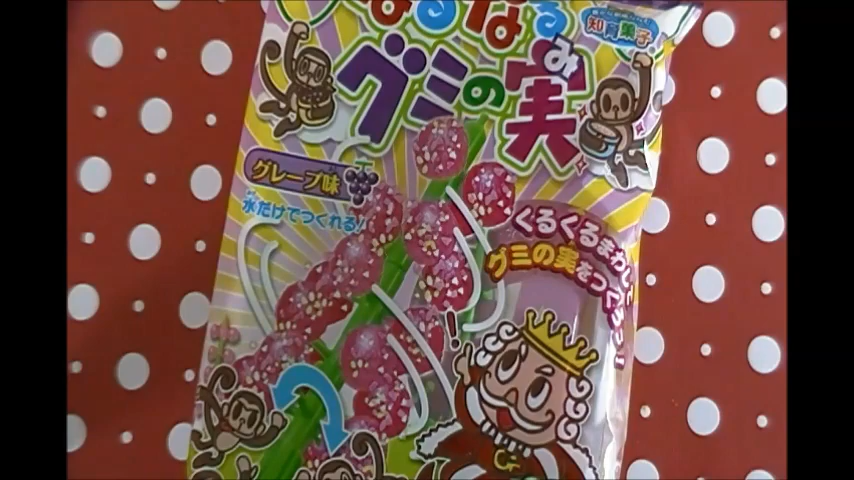 なるなる
知育菓子
グミの実
み
グレープ味
水だけでつくれる!
くるくるまわして
グミの実をつくろう!
!
G